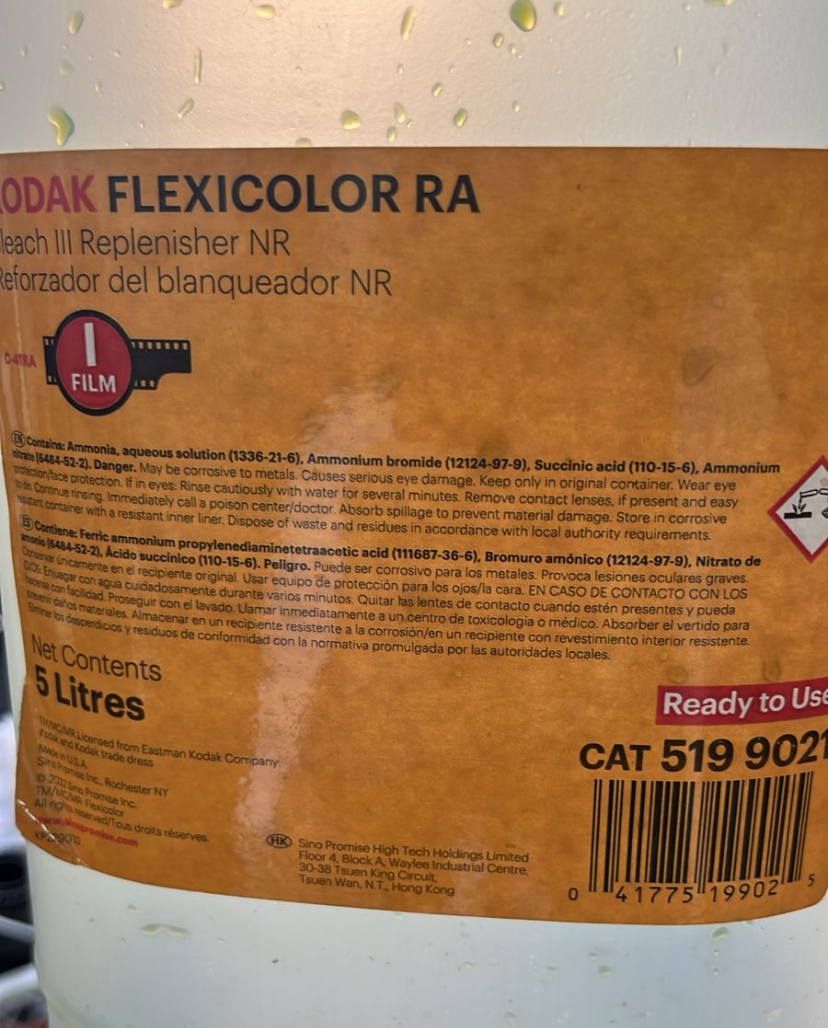 ODAK FLEXICOLOR RA
leach III Replenisher NR
Reforzador del blanqueador NR
C-41RA
I
FILM
EN Contains: Ammonia, aqueous solution (1336-21-6), Ammonium bromide (12124-97-9), Succinic acid (110-15-6), Ammonium
nitrate (6484-52-2). Danger. May be corrosive to metals. Causes serious eye damage. Keep only in original container. Wear eye
protection/face protection. If in eyes: Rinse cautiously with water for several minutes. Remove contact lenses, if present and easy
to do. Continue rinsing. Immediately call a poison center/doctor. Absorb spillage to prevent material damage. Store in corrosive
resistant container with a resistant inner liner. Dispose of waste and residues in accordance with local authority requirements.
ES Contiene: Ferric ammonium propylenediaminetetraacetic acid (111687-36-6), Bromuro amónico (12124-97-9), Nitrato de
amonio (6484-52-2), Ácido succínico (110-15-6). Peligro. Puede ser corrosivo para los metales. Provoca lesiones oculares graves.
Conservar únicamente en el recipiente original. Usar equipo de protección para los ojos/la cara. EN CASO DE CONTACTO CON LOS
OJOS: Enjuagar con agua cuidadosamente durante varios minutos. Quitar las lentes de contacto cuando estén presentes y pueda
hacerse con facilidad. Proseguir con el lavado. Llamar inmediatamente a un centro de toxicología o médico. Absorber el vertido para
prevenir daños materiales. Almacenar en un recipiente resistente a la corrosión/en un recipiente con revestimiento interior resistente.
Eliminar los desperdicios y residuos de conformidad con la normativa promulgada por las autoridades locales.
Net Contents
5 Litres
Ready to Use
CAT 519 9021
TM/MC/MR Licensed from Eastman Kodak Company:
Kodak and Kodak trade dress
Made in U.S.A.
Sino Promise Inc., Rochester NY
© 2022 Sino Promise Inc.
TM/MC/MR: Flexicolor
All rights reserved/Tous droits réservés.
www.sinopromise.com
HK Sino Promise High Tech Holdings Limited
Floor 4, Block A, Waylee Industrial Centre,
30-38 Tsuen King Circuit,
Tsuen Wan, N.T., Hong Kong
0 41775 19902 5